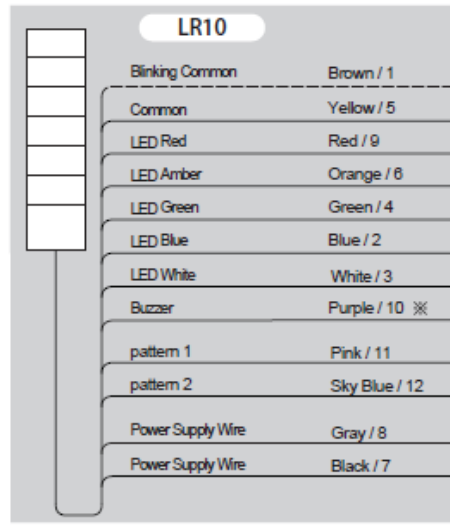 LR10
Blinking Common Brown / 1
Common Yellow / 5
LED Red Red / 9
LED Amber Orange / 6
LED Green Green / 4
LED Blue Blue / 2
LED White White / 3
Buzzer Purple / 10 ※
pattern 1 Pink / 11
pattern 2 Sky Blue / 12
Power Supply Wire Gray / 8
Power Supply Wire Black / 7